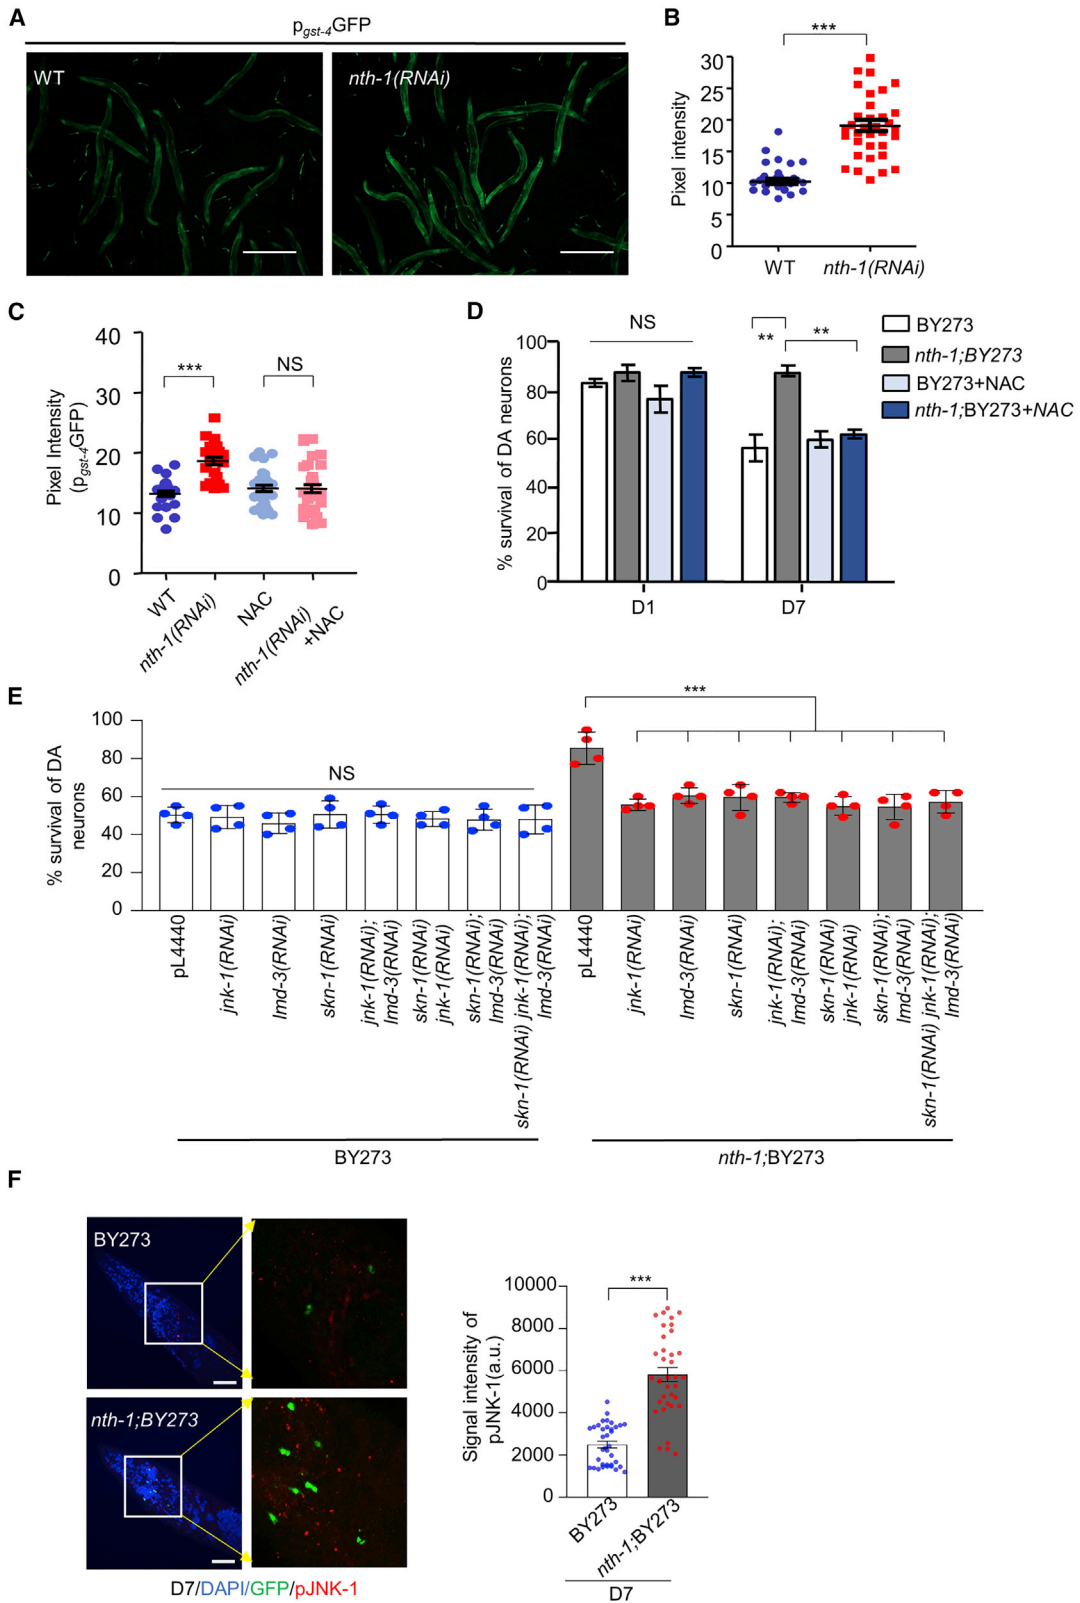 A
p gst-4 GFP
WT
nth-1(RNAi)
B
***
Pixel intensity
30
25
20
15
10
5
0
WT
nth-1(RNAi)
C
Pixel Intensity
(p gst-4 GFP)
40
30
20
10
0
***
NS
WT
nth-1(RNAi)
NAC
nth-1(RNAi)
+NAC
D
% survival of DA neurons
100
80
60
40
20
0
NS
**
**
D1
D7
BY273
nth-1;BY273
BY273+NAC
nth-1;BY273+NAC
E
% survival of DA
neurons
100
80
60
40
20
0
NS
***
pL4440
jnk-1(RNAi)
lmd-3(RNAi)
skn-1(RNAi)
jnk-1(RNAi);
lmd-3(RNAi)
skn-1(RNAi)
jnk-1(RNAi)
skn-1(RNAi);
lmd-3(RNAi)
skn-1(RNAi) jnk-1(RNAi);
lmd-3(RNAi)
pL4440
jnk-1(RNAi)
lmd-3(RNAi)
skn-1(RNAi)
jnk-1(RNAi);
lmd-3(RNAi)
skn-1(RNAi)
jnk-1(RNAi)
skn-1(RNAi);
lmd-3(RNAi)
skn-1(RNAi) jnk-1(RNAi);
lmd-3(RNAi)
BY273
nth-1;BY273
F
BY273
nth-1;BY273
D7/DAPI/GFP/pJNK-1
Signal intensity of
pJNK-1(a.u.)
10000
8000
6000
4000
2000
0
***
BY273
nth-1;BY273
D7